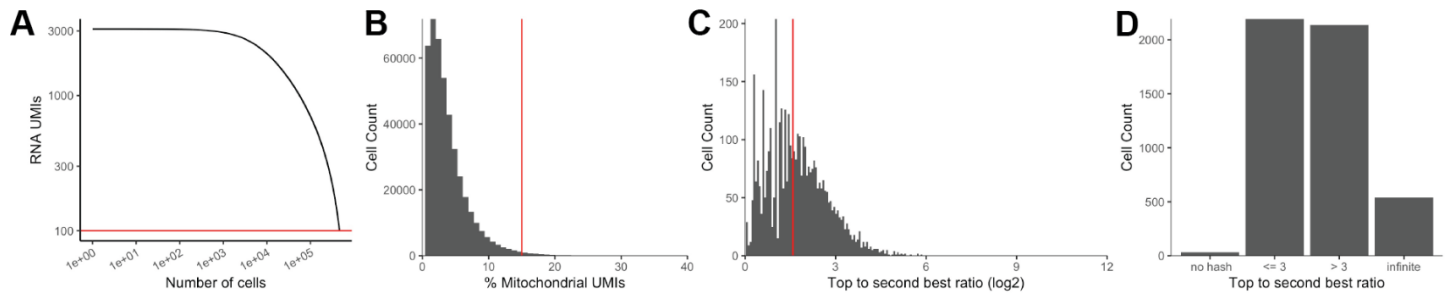 A
RNA UMIs
3000
1000
300
100
1e+00
1e+01
1e+02
1e+03
1e+04
1e+05
Number of cells
B
Cell Count
60000
40000
20000
0
0 10 20 30 40
% Mitochondrial UMIs
C
Cell Count
200
150
100
50
0
0 3 6 9 12
Top to second best ratio (log2)
D
Cell Count
2000
1500
1000
500
0
no hash <= 3 > 3 infinite
Top to second best ratio